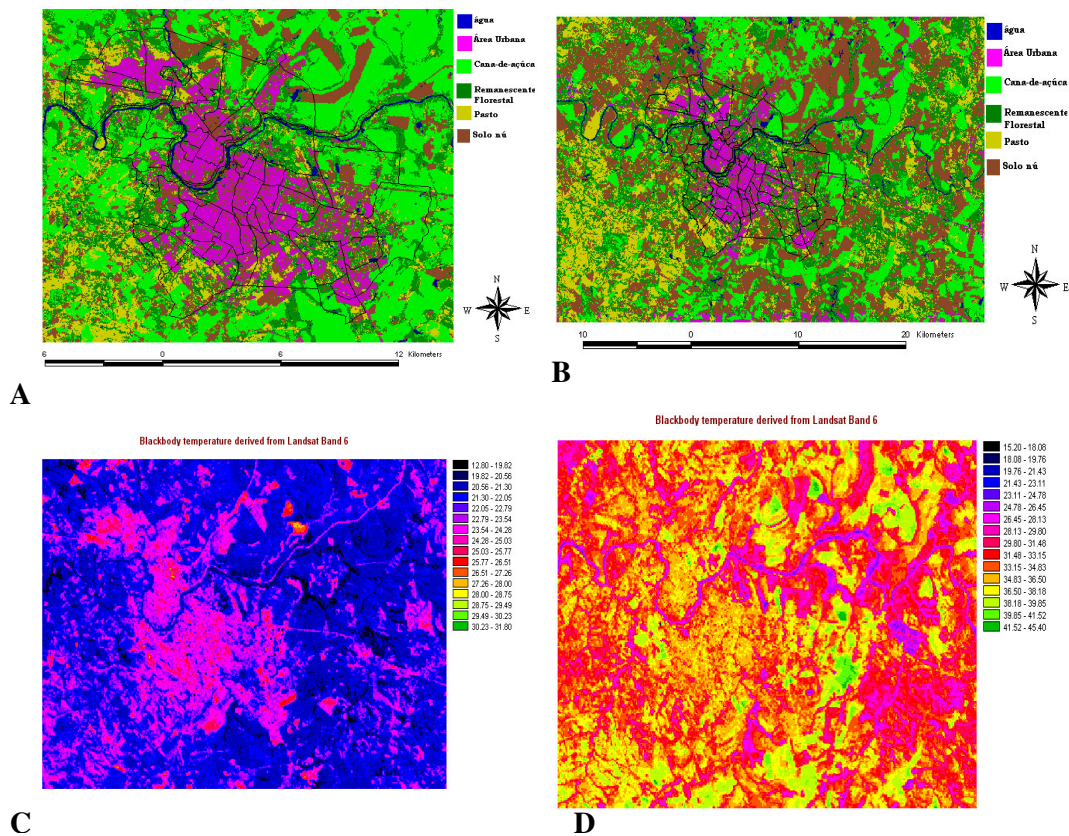 água
Área Urbana
Cana-de-açúca
Remanescente
Florestal
Pasto
Solo nú
N
W
E
S
6
0
6
12
Kilometers
A
água
Área Urbana
Cana-de-açúca
Remanescente
Florestal
Pasto
Solo nú
N
W
E
S
10
0
10
20
Kilometers
B
Blackbody temperature derived from Landsat Band 6
12.80 - 19.82
19.82 - 20.56
20.56 - 21.30
21.30 - 22.05
22.05 - 22.79
22.79 - 23.54
23.54 - 24.28
24.28 - 25.03
25.03 - 25.77
25.77 - 26.51
26.51 - 27.26
27.26 - 28.00
28.00 - 28.75
28.75 - 29.49
29.49 - 30.23
30.23 - 31.80
C
Blackbody temperature derived from Landsat Band 6
15.20 - 18.08
18.08 - 19.76
19.76 - 21.43
21.43 - 23.11
23.11 - 24.78
24.78 - 26.45
26.45 - 28.13
28.13 - 29.80
29.80 - 31.48
31.48 - 33.15
33.15 - 34.83
34.83 - 36.50
36.50 - 38.18
38.18 - 39.85
39.85 - 41.52
41.52 - 45.40
D